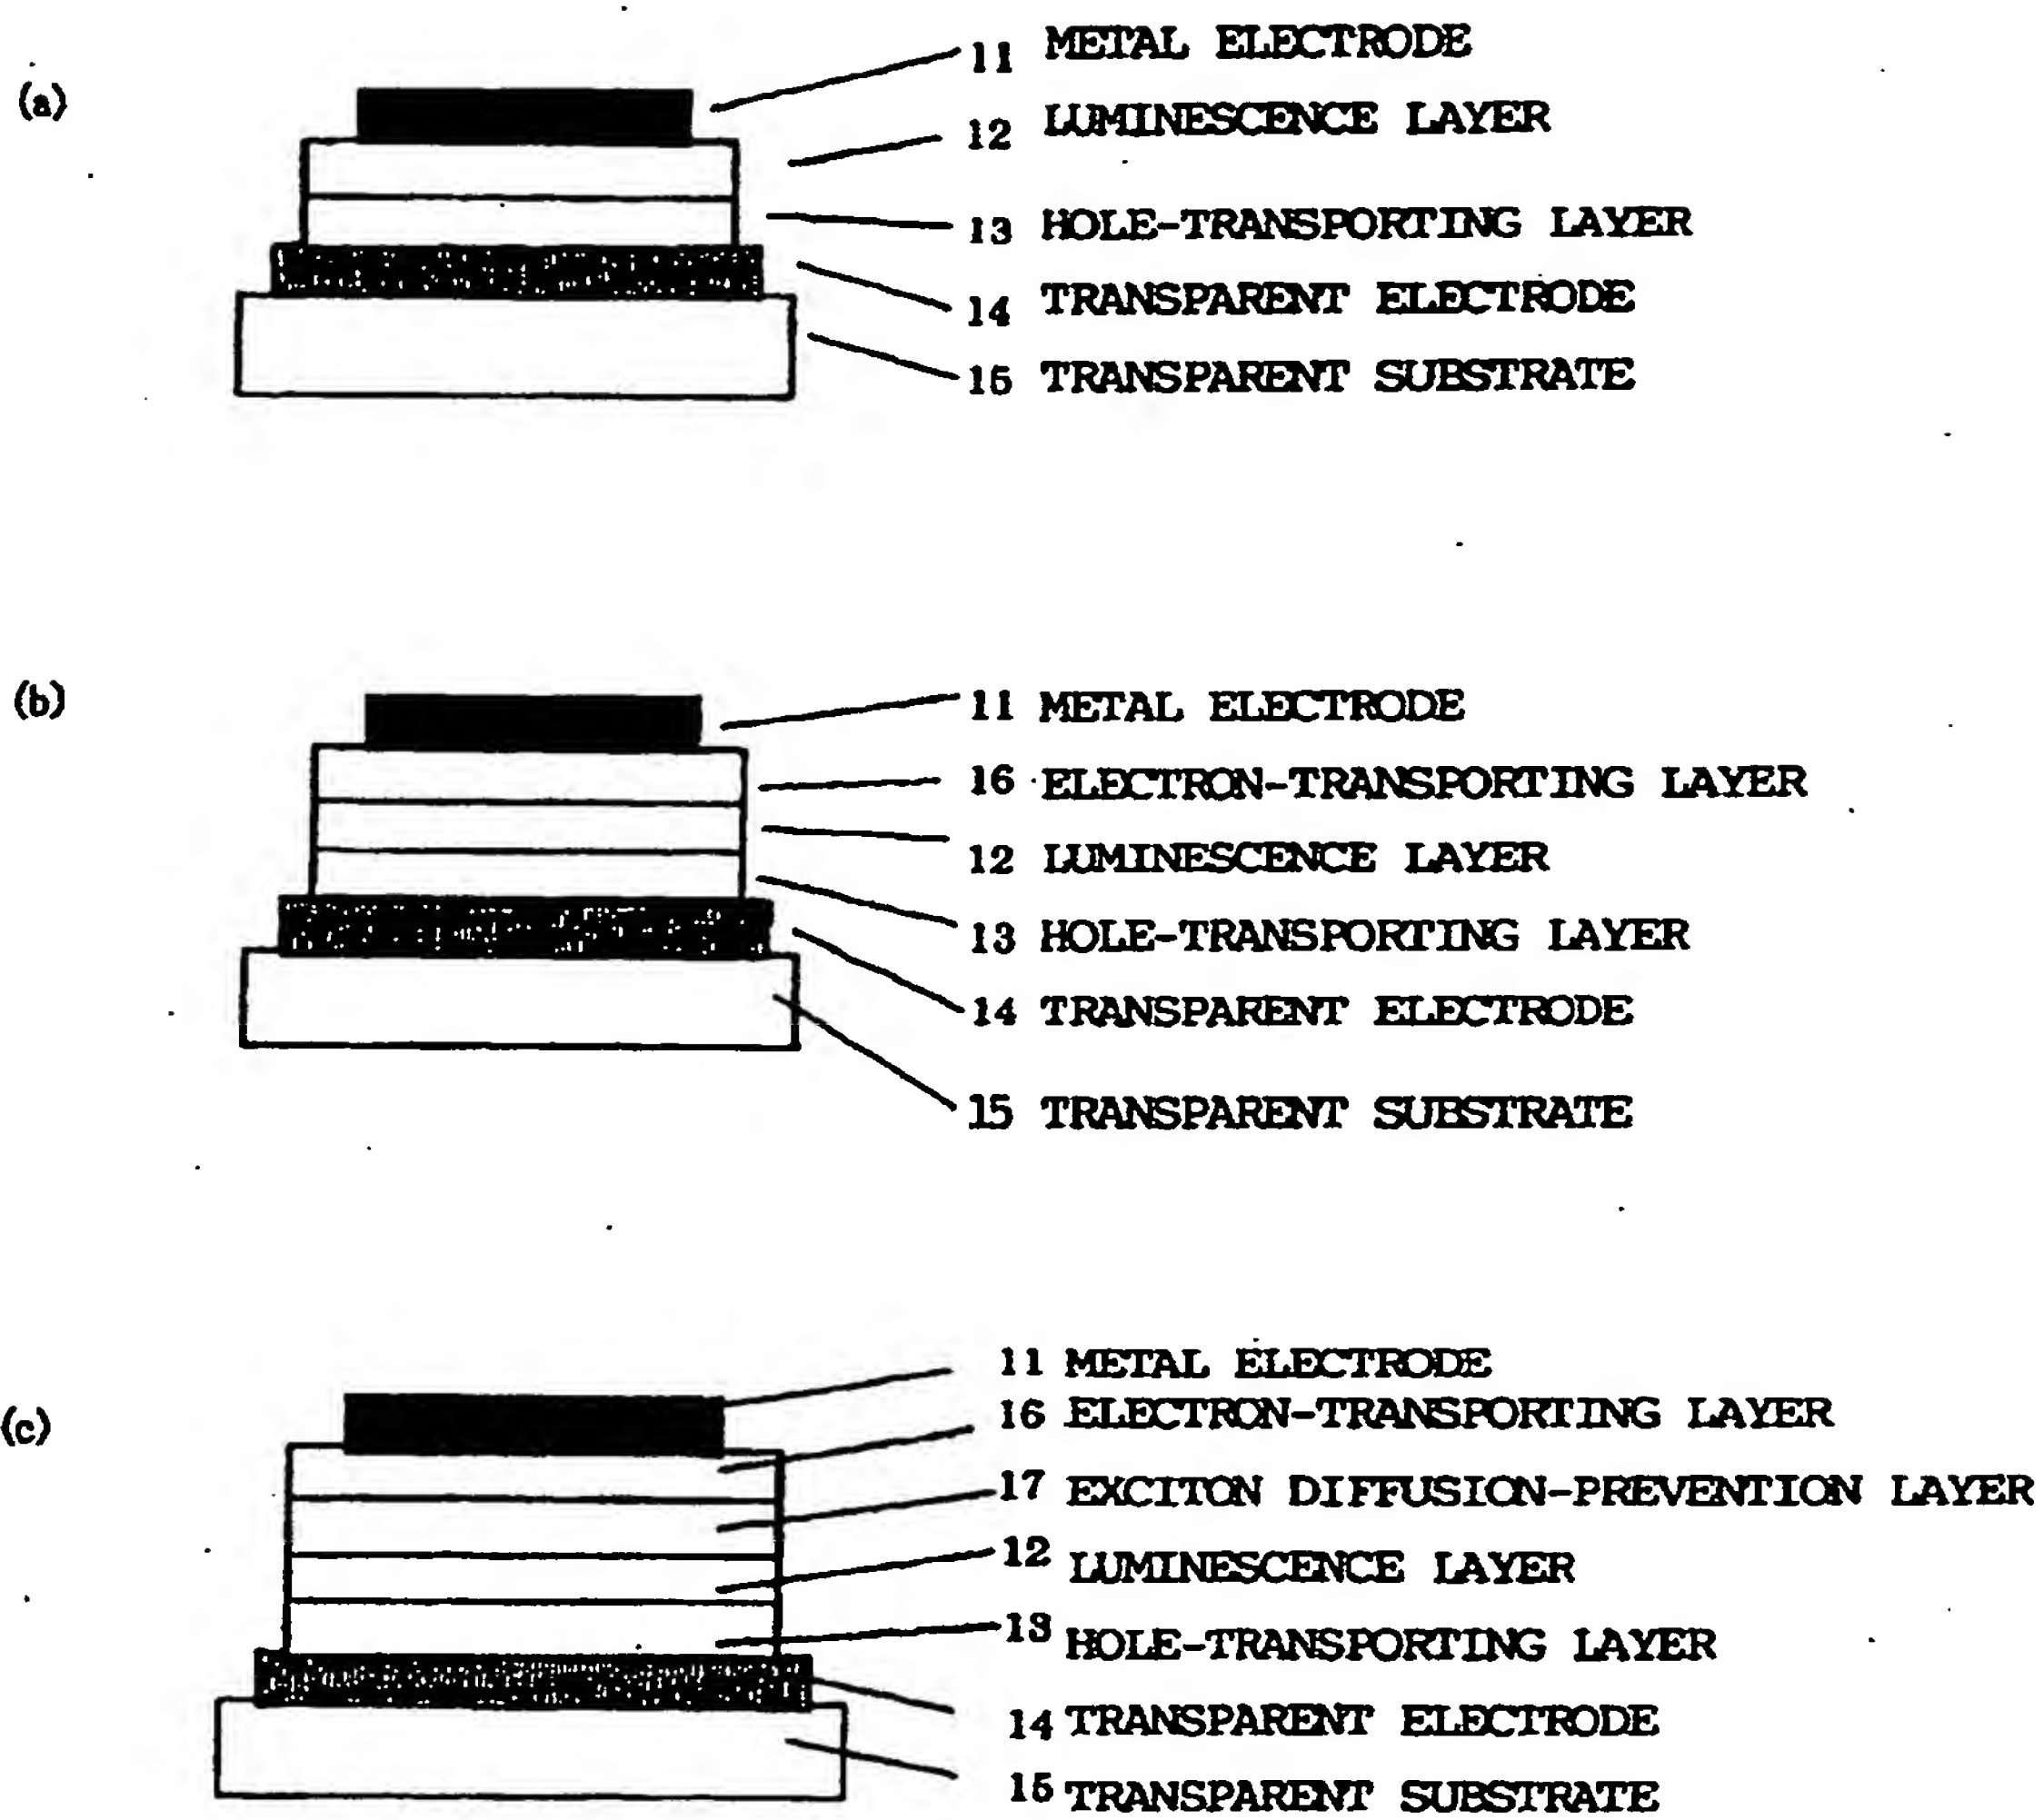 (a)
11 METAL ELECTRODE
12 LUMINESCENCE LAYER
13 HOLE-TRANSPORTING LAYER
14 TRANSPARENT ELECTRODE
15 TRANSPARENT SUBSTRATE
(b)
11 METAL ELECTRODE
16 ELECTRON-TRANSPORTING LAYER
12 LUMINESCENCE LAYER
13 HOLE-TRANSPORTING LAYER
14 TRANSPARENT ELECTRODE
15 TRANSPARENT SUBSTRATE
(c)
11 METAL ELECTRODE
16 ELECTRON-TRANSPORTING LAYER
17 EXCITON DIFFUSION-PREVENTION LAYER
12 LUMINESCENCE LAYER
13 HOLE-TRANSPORTING LAYER
14 TRANSPARENT ELECTRODE
15 TRANSPARENT SUBSTRATE